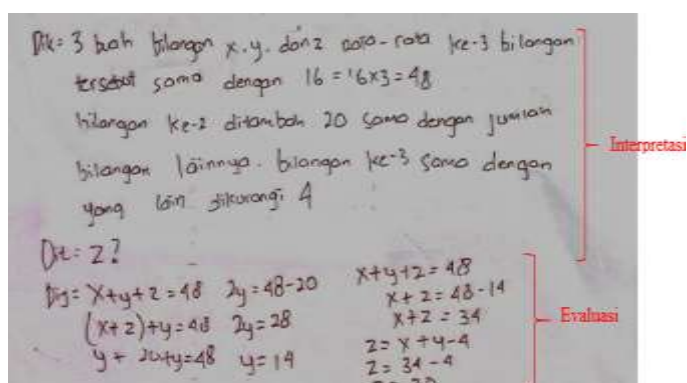 Dik = 3 buah bilangan x. y. dan z rata-rata ke-3 bilangan
tersebut sama dengan 16 = 16x3 = 48
bilangan ke-2 ditambah 20 sama dengan jumlah
bilangan lainnya. bilangan ke-3 sama dengan
yang lain dikurangi 4
Interpretasi
Dit = z?
x+y+z = 48
(x+z)+y=48
y+ 20+y=48
2y = 48-20
2y = 28
y = 14
x+y+z = 48
x+z = 48-14
x+z = 34
z = x+y-4
z = 34-4
Evaluasi